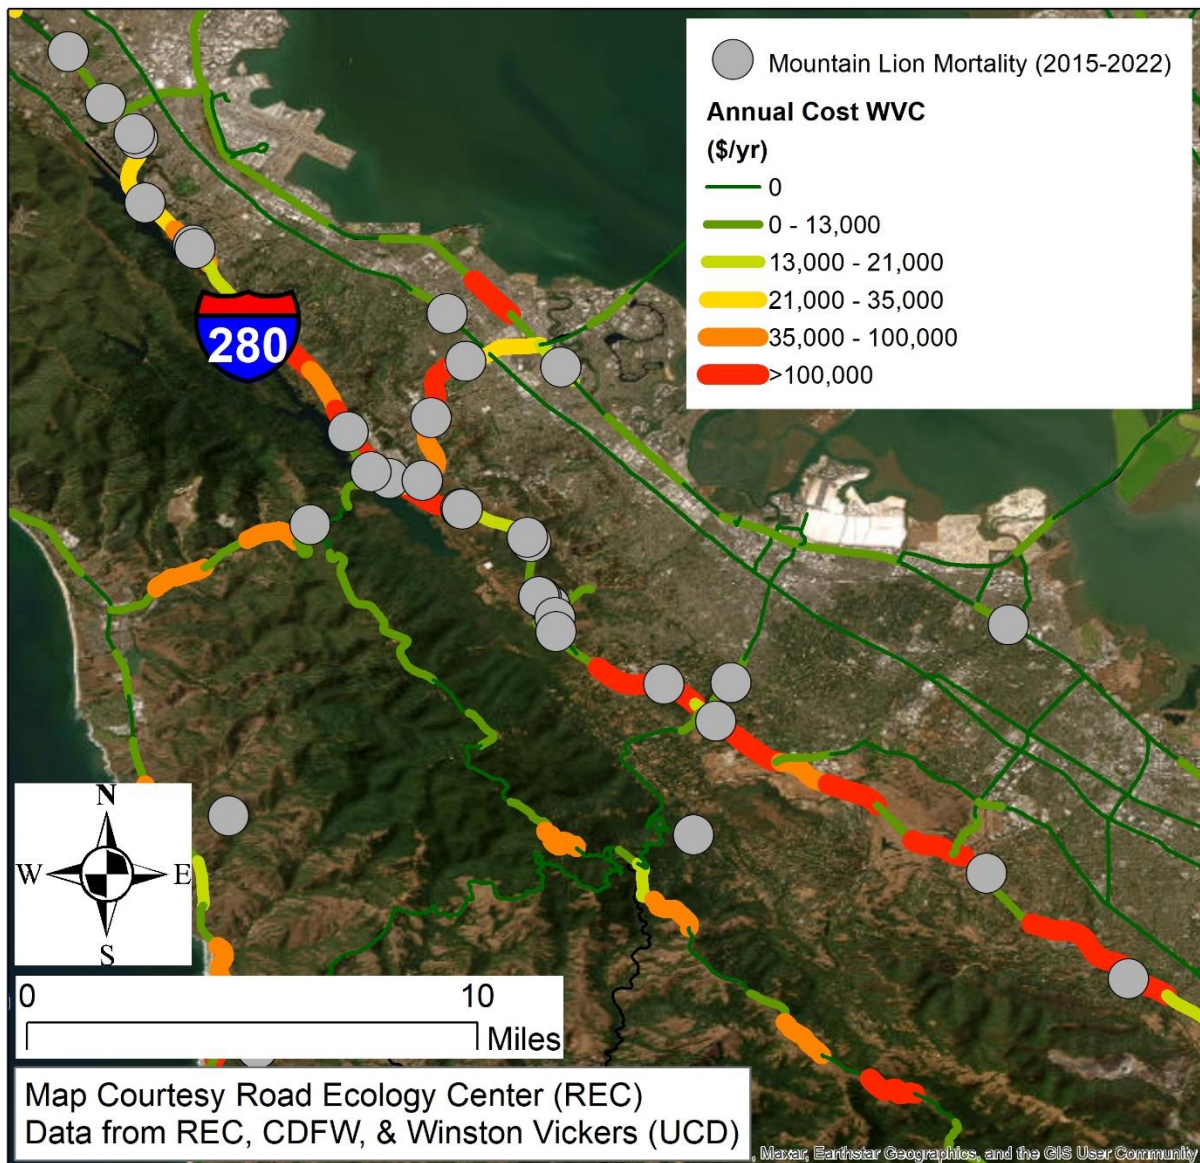 Mountain Lion Mortality (2015-2022)
Annual Cost WVC
($/yr)
0
0 - 13,000
13,000 - 21,000
21,000 - 35,000
35,000 - 100,000
>100,000
280
N
W E
S
0 10
Miles
Map Courtesy Road Ecology Center (REC)
Data from REC, CDFW, & Winston Vickers (UCD)
, Maxar, Earthstar Geographics, and the GIS User Community